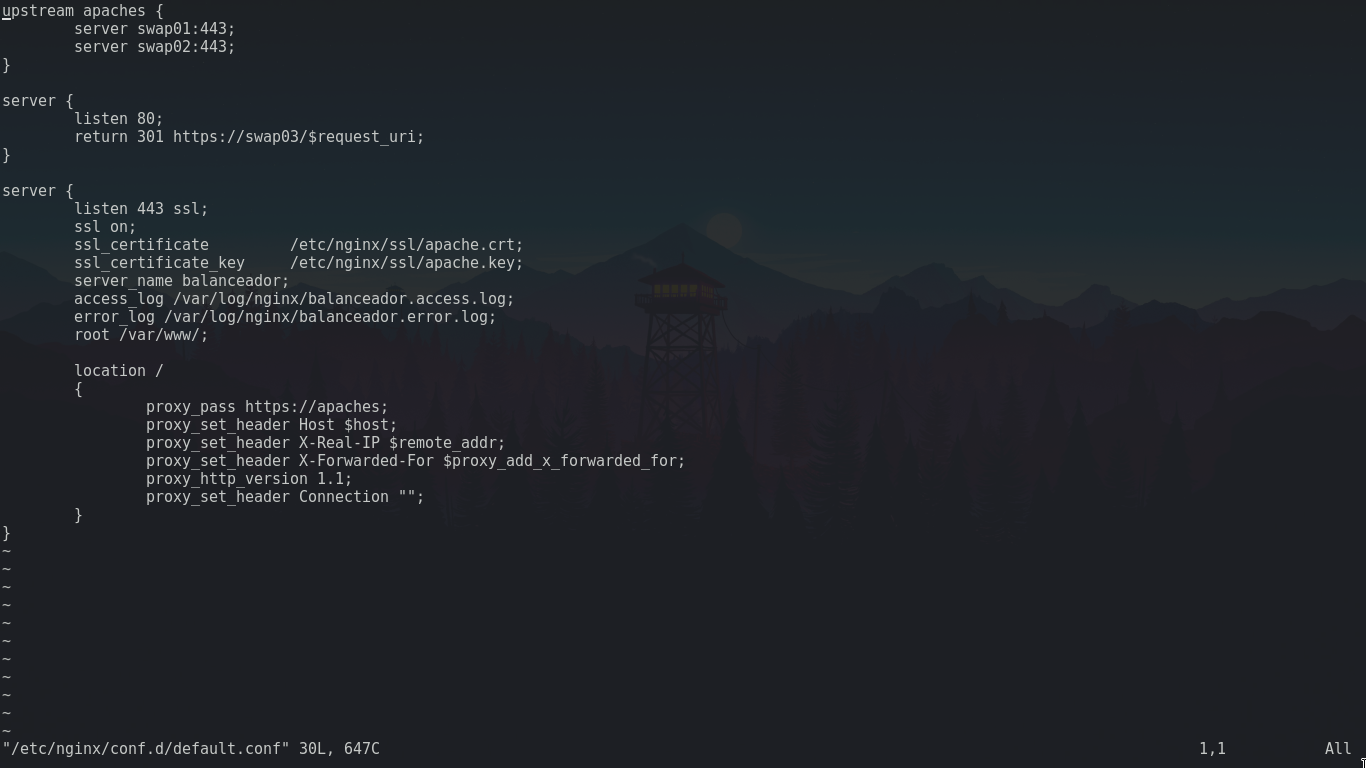 upstream apaches {
        server swap01:443;
        server swap02:443;
}

server {
        listen 80;
        return 301 https://swap03/$request_uri;
}

server {
        listen 443 ssl;
        ssl on;
        ssl_certificate         /etc/nginx/ssl/apache.crt;
        ssl_certificate_key     /etc/nginx/ssl/apache.key;
        server_name balanceador;
        access_log /var/log/nginx/balanceador.access.log;
        error_log /var/log/nginx/balanceador.error.log;
        root /var/www/;

        location /
        {
                proxy_pass https://apaches;
                proxy_set_header Host $host;
                proxy_set_header X-Real-IP $remote_addr;
                proxy_set_header X-Forwarded-For $proxy_add_x_forwarded_for;
                proxy_http_version 1.1;
                proxy_set_header Connection "";
        }
}
~
~
~
~
~
~
~
~
~
~
~
"/etc/nginx/conf.d/default.conf" 30L, 647C 1,1 All